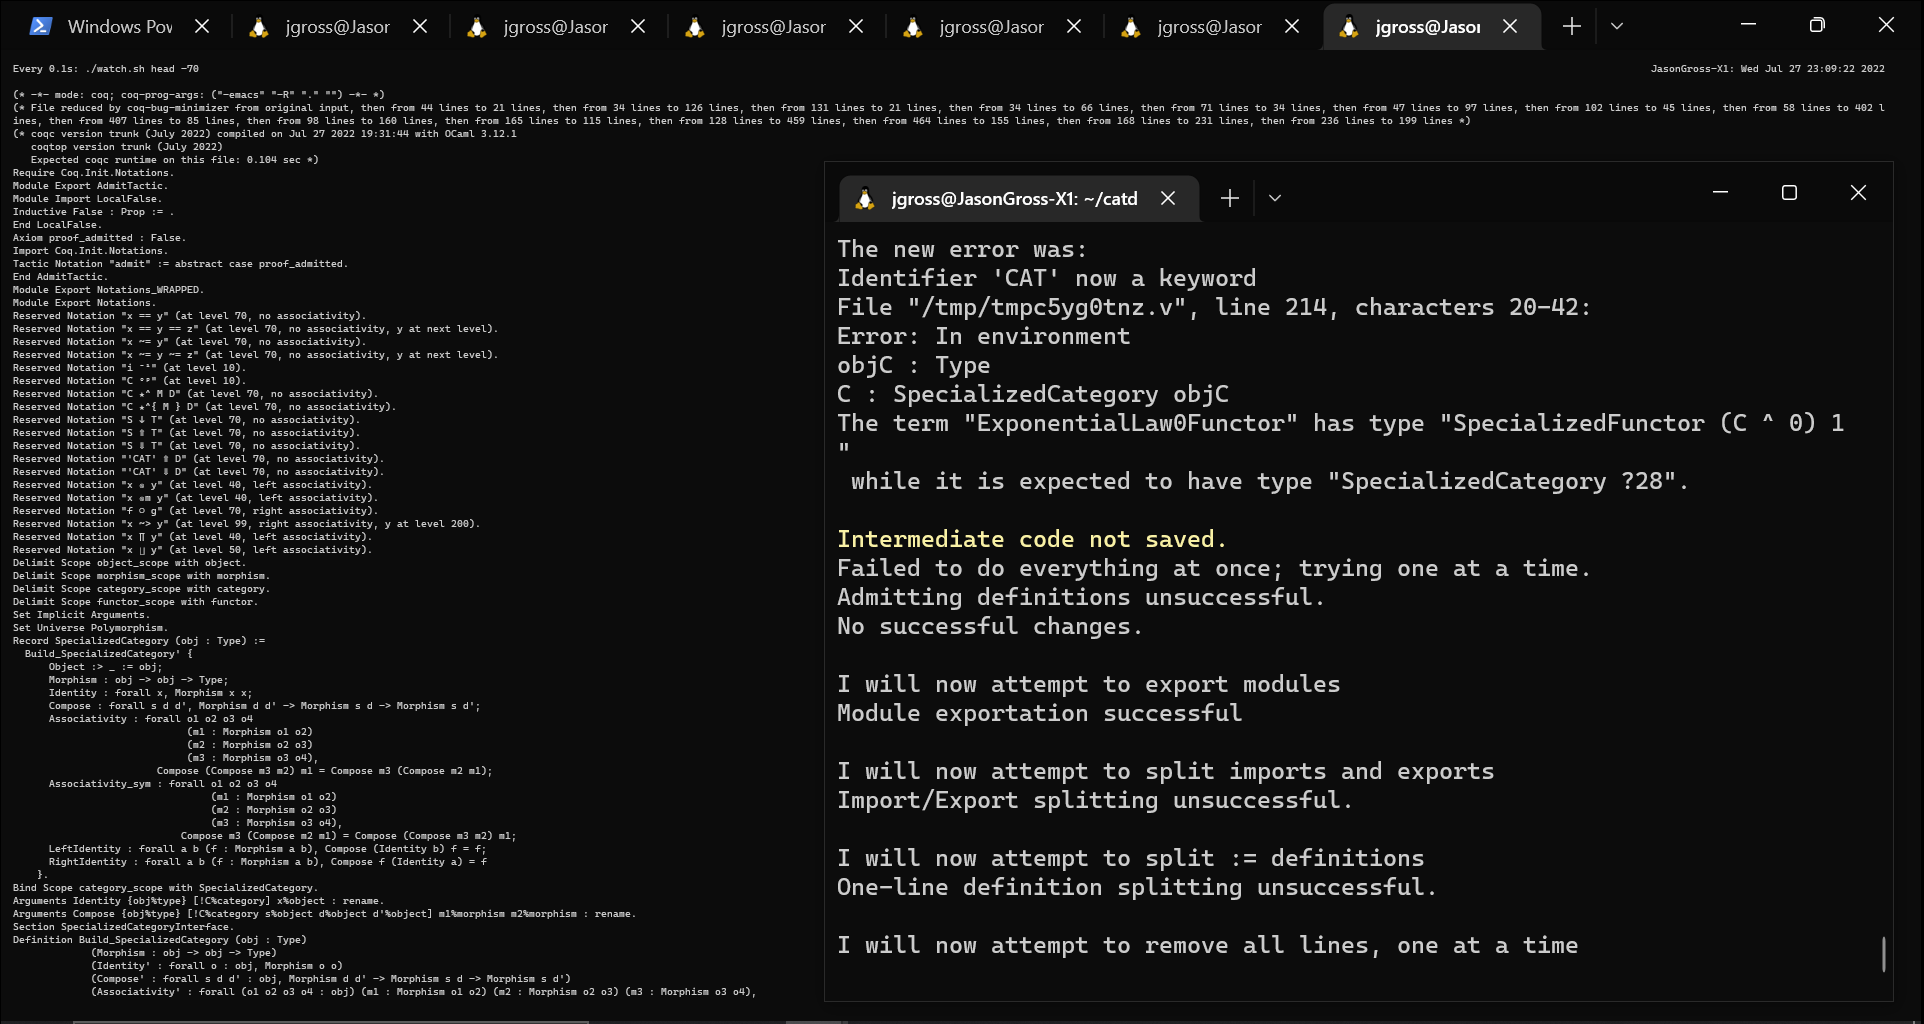 Windows Pov
jgross@Jasor
jgross@Jasor
jgross@Jasor
jgross@Jasor
jgross@Jasor
jgross@Jasor
Every 0.1s: ./watch.sh head -70
JasonGross-X1: Wed Jul 27 23:09:22 2022
(* -*- mode: coq; coq-prog-args: ("-emacs" "-R" "." "") -*- *)
(* File reduced by coq-bug-minimizer from original input, then from 44 lines to 21 lines, then from 34 lines to 126 lines, then from 131 lines to 21 lines, then from 34 lines to 66 lines, then from 71 lines to 34 lines, then from 47 lines to 97 lines, then from 102 lines to 45 lines, then from 58 lines to 402 l
ines, then from 407 lines to 85 lines, then from 98 lines to 160 lines, then from 165 lines to 115 lines, then from 128 lines to 459 lines, then from 464 lines to 155 lines, then from 168 lines to 231 lines, then from 236 lines to 199 lines *)
(* coqc version trunk (July 2022) compiled on Jul 27 2022 19:31:44 with OCaml 3.12.1
coqtop version trunk (July 2022)
Expected coqc runtime on this file: 0.104 sec *)
Require Coq.Init.Notations.
Module Export AdmitTactic.
Module Import LocalFalse.
Inductive False : Prop := .
End LocalFalse.
Axiom proof_admitted : False.
Import Coq.Init.Notations.
Tactic Notation "admit" := abstract case proof_admitted.
End AdmitTactic.
Module Export Notations_WRAPPED.
Module Export Notations.
Reserved Notation "x == y" (at level 70, no associativity).
Reserved Notation "x == y == z" (at level 70, no associativity, y at next level).
Reserved Notation "x ~= y" (at level 70, no associativity).
Reserved Notation "x ~= y ~= z" (at level 70, no associativity, y at next level).
Reserved Notation "i ⁻¹" (at level 10).
Reserved Notation "C ᵒᵖ" (at level 10).
Reserved Notation "C ★^ M D" (at level 70, no associativity).
Reserved Notation "C ★^{ M } D" (at level 70, no associativity).
Reserved Notation "S ↓ T" (at level 70, no associativity).
Reserved Notation "S ⇑ T" (at level 70, no associativity).
Reserved Notation "S ⇓ T" (at level 70, no associativity).
Reserved Notation "'CAT' ⇑ D" (at level 70, no associativity).
Reserved Notation "'CAT' ⇓ D" (at level 70, no associativity).
Reserved Notation "x ⊗ y" (at level 40, left associativity).
Reserved Notation "x ⊗m y" (at level 40, left associativity).
Reserved Notation "f ○ g" (at level 70, right associativity).
Reserved Notation "x ~> y" (at level 99, right associativity, y at level 200).
Reserved Notation "x ∏ y" (at level 40, left associativity).
Reserved Notation "x ∐ y" (at level 50, left associativity).
Delimit Scope object_scope with object.
Delimit Scope morphism_scope with morphism.
Delimit Scope category_scope with category.
Delimit Scope functor_scope with functor.
Set Implicit Arguments.
Set Universe Polymorphism.
Record SpecializedCategory (obj : Type) :=
Build_SpecializedCategory' {
Object :> _ := obj;
Morphism : obj -> obj -> Type;
Identity : forall x, Morphism x x;
Compose : forall s d d', Morphism d d' -> Morphism s d -> Morphism s d';
Associativity : forall o1 o2 o3 o4
(m1 : Morphism o1 o2)
(m2 : Morphism o2 o3)
(m3 : Morphism o3 o4),
Compose (Compose m3 m2) m1 = Compose m3 (Compose m2 m1);
Associativity_sym : forall o1 o2 o3 o4
(m1 : Morphism o1 o2)
(m2 : Morphism o2 o3)
(m3 : Morphism o3 o4),
Compose m3 (Compose m2 m1) = Compose (Compose m3 m2) m1;
LeftIdentity : forall a b (f : Morphism a b), Compose (Identity b) f = f;
RightIdentity : forall a b (f : Morphism a b), Compose f (Identity a) = f
}.
Bind Scope category_scope with SpecializedCategory.
Arguments Identity {obj%type} [!C%category] x%object : rename.
Arguments Compose {obj%type} [!C%category s%object d%object d'%object] m1%morphism m2%morphism : rename.
Section SpecializedCategoryInterface.
Definition Build_SpecializedCategory (obj : Type)
(Morphism : obj -> obj -> Type)
(Identity' : forall o : obj, Morphism o o)
(Compose' : forall s d d' : obj, Morphism d d' -> Morphism s d -> Morphism s d')
(Associativity' : forall (o1 o2 o3 o4 : obj) (m1 : Morphism o1 o2) (m2 : Morphism o2 o3) (m3 : Morphism o3 o4),
jgross@JasonGross-X1: ~/catd
The new error was:
Identifier 'CAT' now a keyword
File "/tmp/tmpc5yg0tnz.v", line 214, characters 20-42:
Error: In environment
objC : Type
C : SpecializedCategory objC
The term "ExponentialLaw0Functor" has type "SpecializedFunctor (C ^ 0) 1
"
while it is expected to have type "SpecializedCategory ?28".
Intermediate code not saved.
Failed to do everything at once; trying one at a time.
Admitting definitions unsuccessful.
No successful changes.
I will now attempt to export modules
Module exportation successful
I will now attempt to split imports and exports
Import/Export splitting unsuccessful.
I will now attempt to split := definitions
One-line definition splitting unsuccessful.
I will now attempt to remove all lines, one at a time